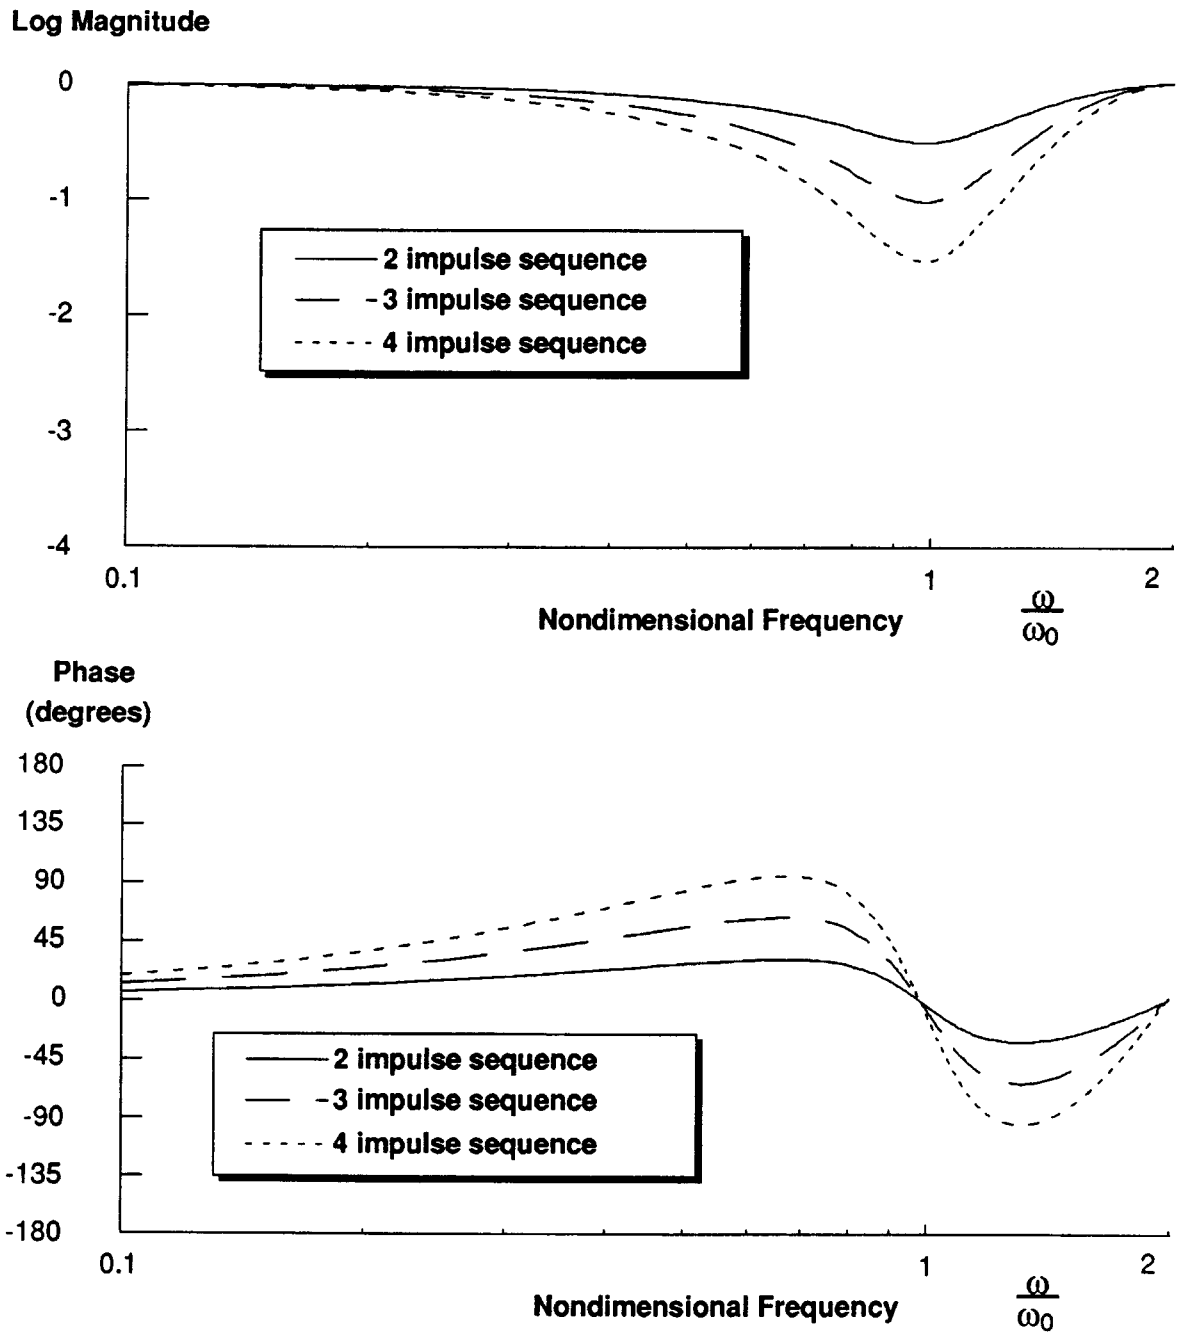 Log Magnitude
0
-1
-2
-3
-4
2 impulse sequence
3 impulse sequence
4 impulse sequence
0.1
1
2
Nondimensional Frequency
ω
ω0
Phase
(degrees)
180
135
90
45
0
-45
-90
-135
-180
2 impulse sequence
3 impulse sequence
4 impulse sequence
0.1
1
2
Nondimensional Frequency
ω
ω0